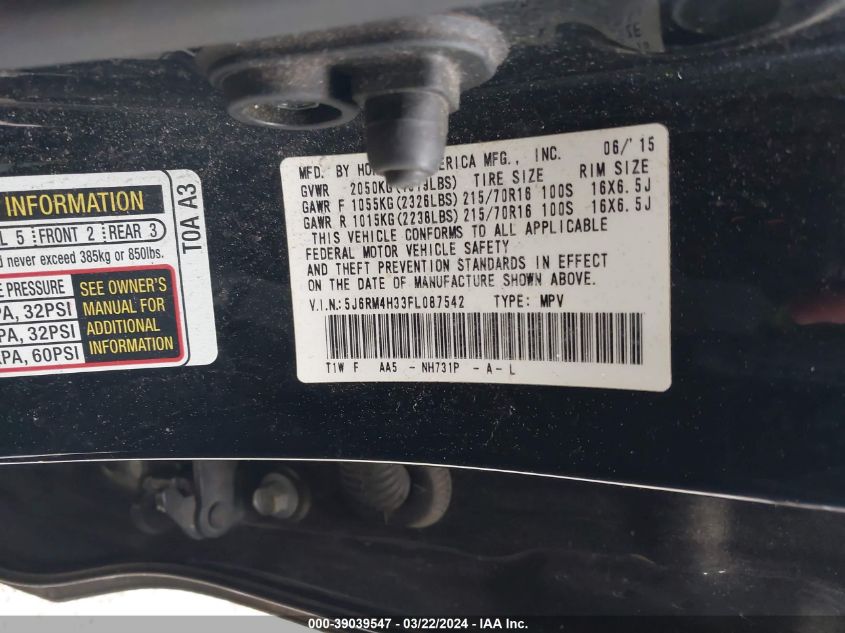 INFORMATION
L 5 FRONT 2 REAR 3
d never exceed 385kg or 850lbs.
E PRESSURE
PA, 32PSI
PA, 32PSI
KPA, 60PSI
SEE OWNER'S
MANUAL FOR
ADDITIONAL
INFORMATION
T0A A3
MFD. BY HO ERICA MFG., INC. 06/'15
GVWR 2050KG LBS) TIRE SIZE RIM SIZE
GAWR F 1055KG(2326LBS) 215/70R16 100S 16X6.5J
GAWR R 1015KG(2238LBS) 215/70R16 100S 16X6.5J
THIS VEHICLE CONFORMS TO ALL APPLICABLE
FEDERAL MOTOR VEHICLE SAFETY
AND THEFT PREVENTION STANDARDS IN EFFECT
ON THE DATE OF MANUFACTURE SHOWN ABOVE.
V.I.N.:5J6RM4H33FL087542 TYPE: MPV
T1W F AA5 - NH731P - A - L
000-39039547 - 03/22/2024 - IAA Inc.